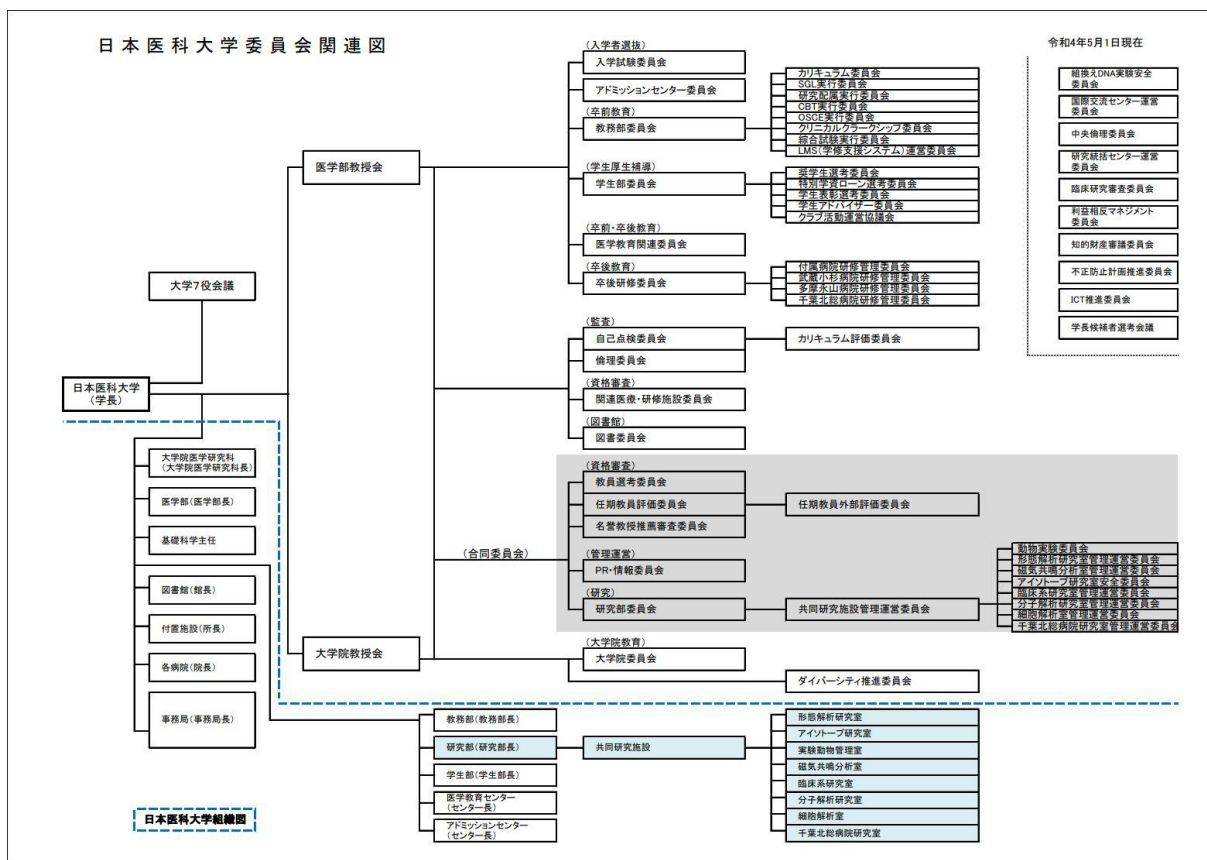 日本医科大学委員会関連図
令和4年5月1日現在
(入学者選抜)
入学試験委員会
アドミッションセンター委員会
(卒前教育)
教務部委員会
カリキュラム委員会
SGL実行委員会
研究配属実行委員会
CBT実行委員会
OSCE実行委員会
クリニカルクラークシップ委員会
綜合試験実行委員会
LMS(学修支援システム)運営委員会
医学部教授会
(学生厚生補導)
学生部委員会
奨学生選考委員会
特別学資ローン選考委員会
学生表彰選考委員会
学生アドバイザー委員会
クラブ活動運営協議会
(卒前・卒後教育)
医学教育関連委員会
(卒後教育)
卒後研修委員会
付属病院研修管理委員会
武蔵小杉病院研修管理委員会
多摩永山病院研修管理委員会
千葉北総病院研修管理委員会
組換えDNA実験安全
委員会
国際交流センター運営
委員会
中央倫理委員会
研究統括センター運営
委員会
臨床研究審査委員会
利益相反マネジメント
委員会
知的財産審議委員会
不正防止計画推進委員会
ICT推進委員会
学長候補者選考会議
大学7役会議
(監査)
自己点検委員会
カリキュラム評価委員会
倫理委員会
(資格審査)
関連医療・研修施設委員会
(図書館)
図書委員会
日本医科大学
(学長)
大学院医学研究科
(大学院医学研究科長)
医学部(医学部長)
基礎科学主任
図書館(館長)
付置施設(所長)
各病院(院長)
事務局(事務局長)
(合同委員会)
(資格審査)
教員選考委員会
任期教員評価委員会
任期教員外部評価委員会
名誉教授推薦審査委員会
(管理運営)
PR・情報委員会
(研究)
研究部委員会
共同研究施設管理運営委員会
動物実験委員会
形態解析研究室管理運営委員会
磁気共鳴分析室管理運営委員会
アイソトープ研究室安全委員会
臨床系研究室管理運営委員会
分子解析研究室管理運営委員会
細胞解析室管理運営委員会
千葉北総病院研究室管理運営委員会
大学院教授会
(大学院教育)
大学院委員会
ダイバーシティ推進委員会
教務部(教務部長)
研究部(研究部長)
共同研究施設
学生部(学生部長)
医学教育センター
(センター長)
アドミッションセンター
(センター長)
形態解析研究室
アイソトープ研究室
実験動物管理室
磁気共鳴分析室
臨床系研究室
分子解析研究室
細胞解析室
千葉北総病院研究室
日本医科大学組織図